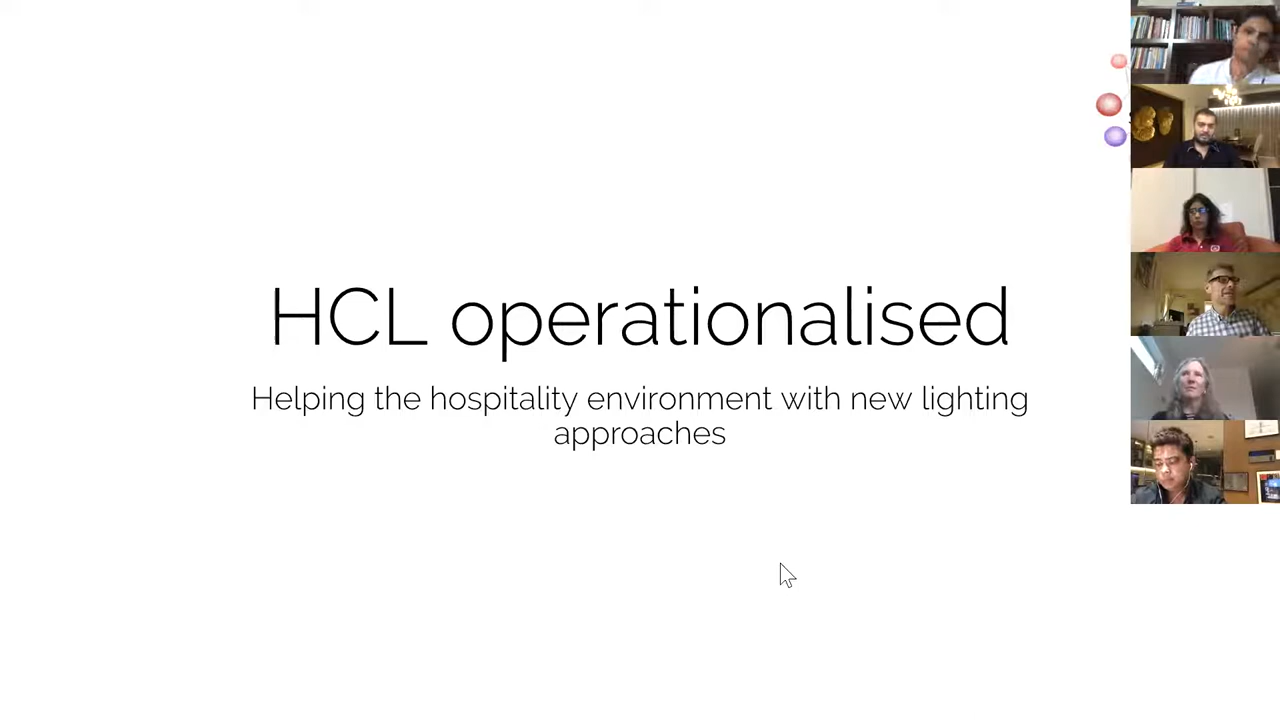 HCL operationalised
Helping the hospitality environment with new lighting
approaches